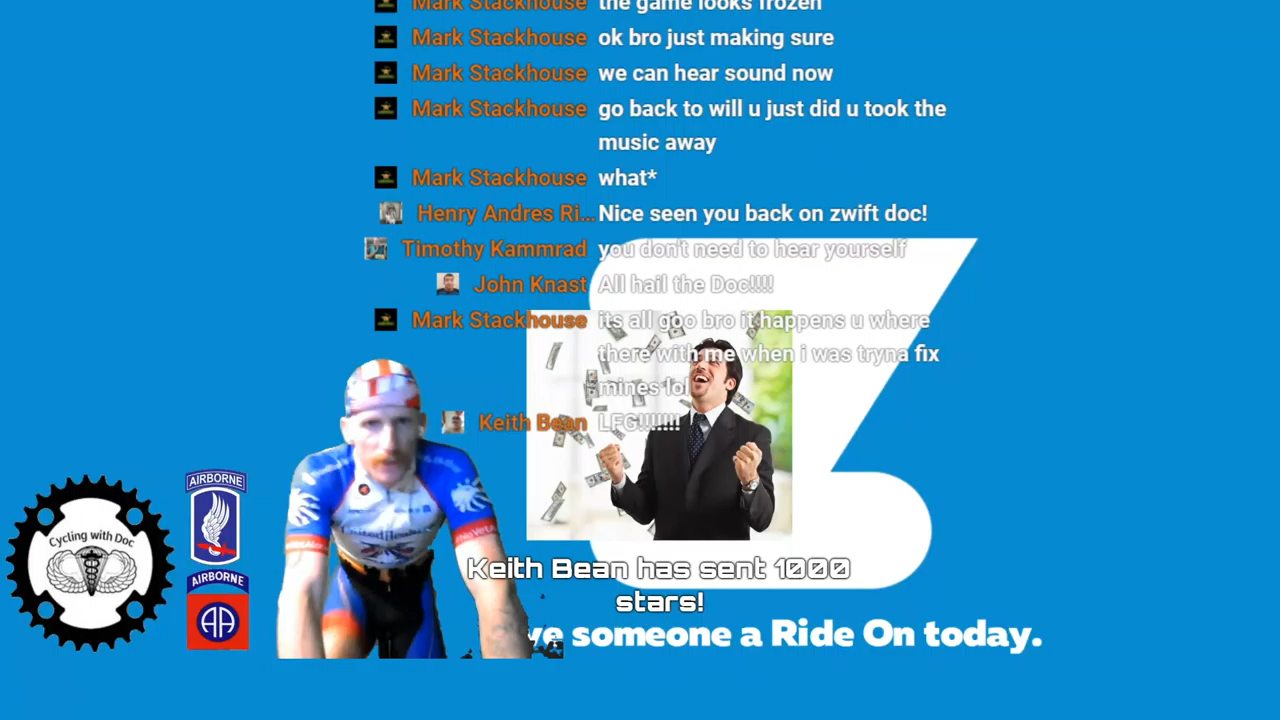 Mark Stackhouse the game looks frozen
Mark Stackhouse ok bro just making sure
Mark Stackhouse we can hear sound now
Mark Stackhouse go back to will u just did u took the
music away
Mark Stackhouse what*
Henry Andres Ri... Nice seen you back on zwift doc!
Timothy Kammrad you don't need to hear yourself
John Knast All hail the Doc!!!!
Mark Stackhouse its all goo bro it happens u where
there with me when i was tryna fix
mines lol
Keith Bean LFG!!!!!!!
Keith Bean has sent 1000
stars!
someone a Ride On today.
Cycling with Doc
AIRBORNE
AIRBORNE
AA